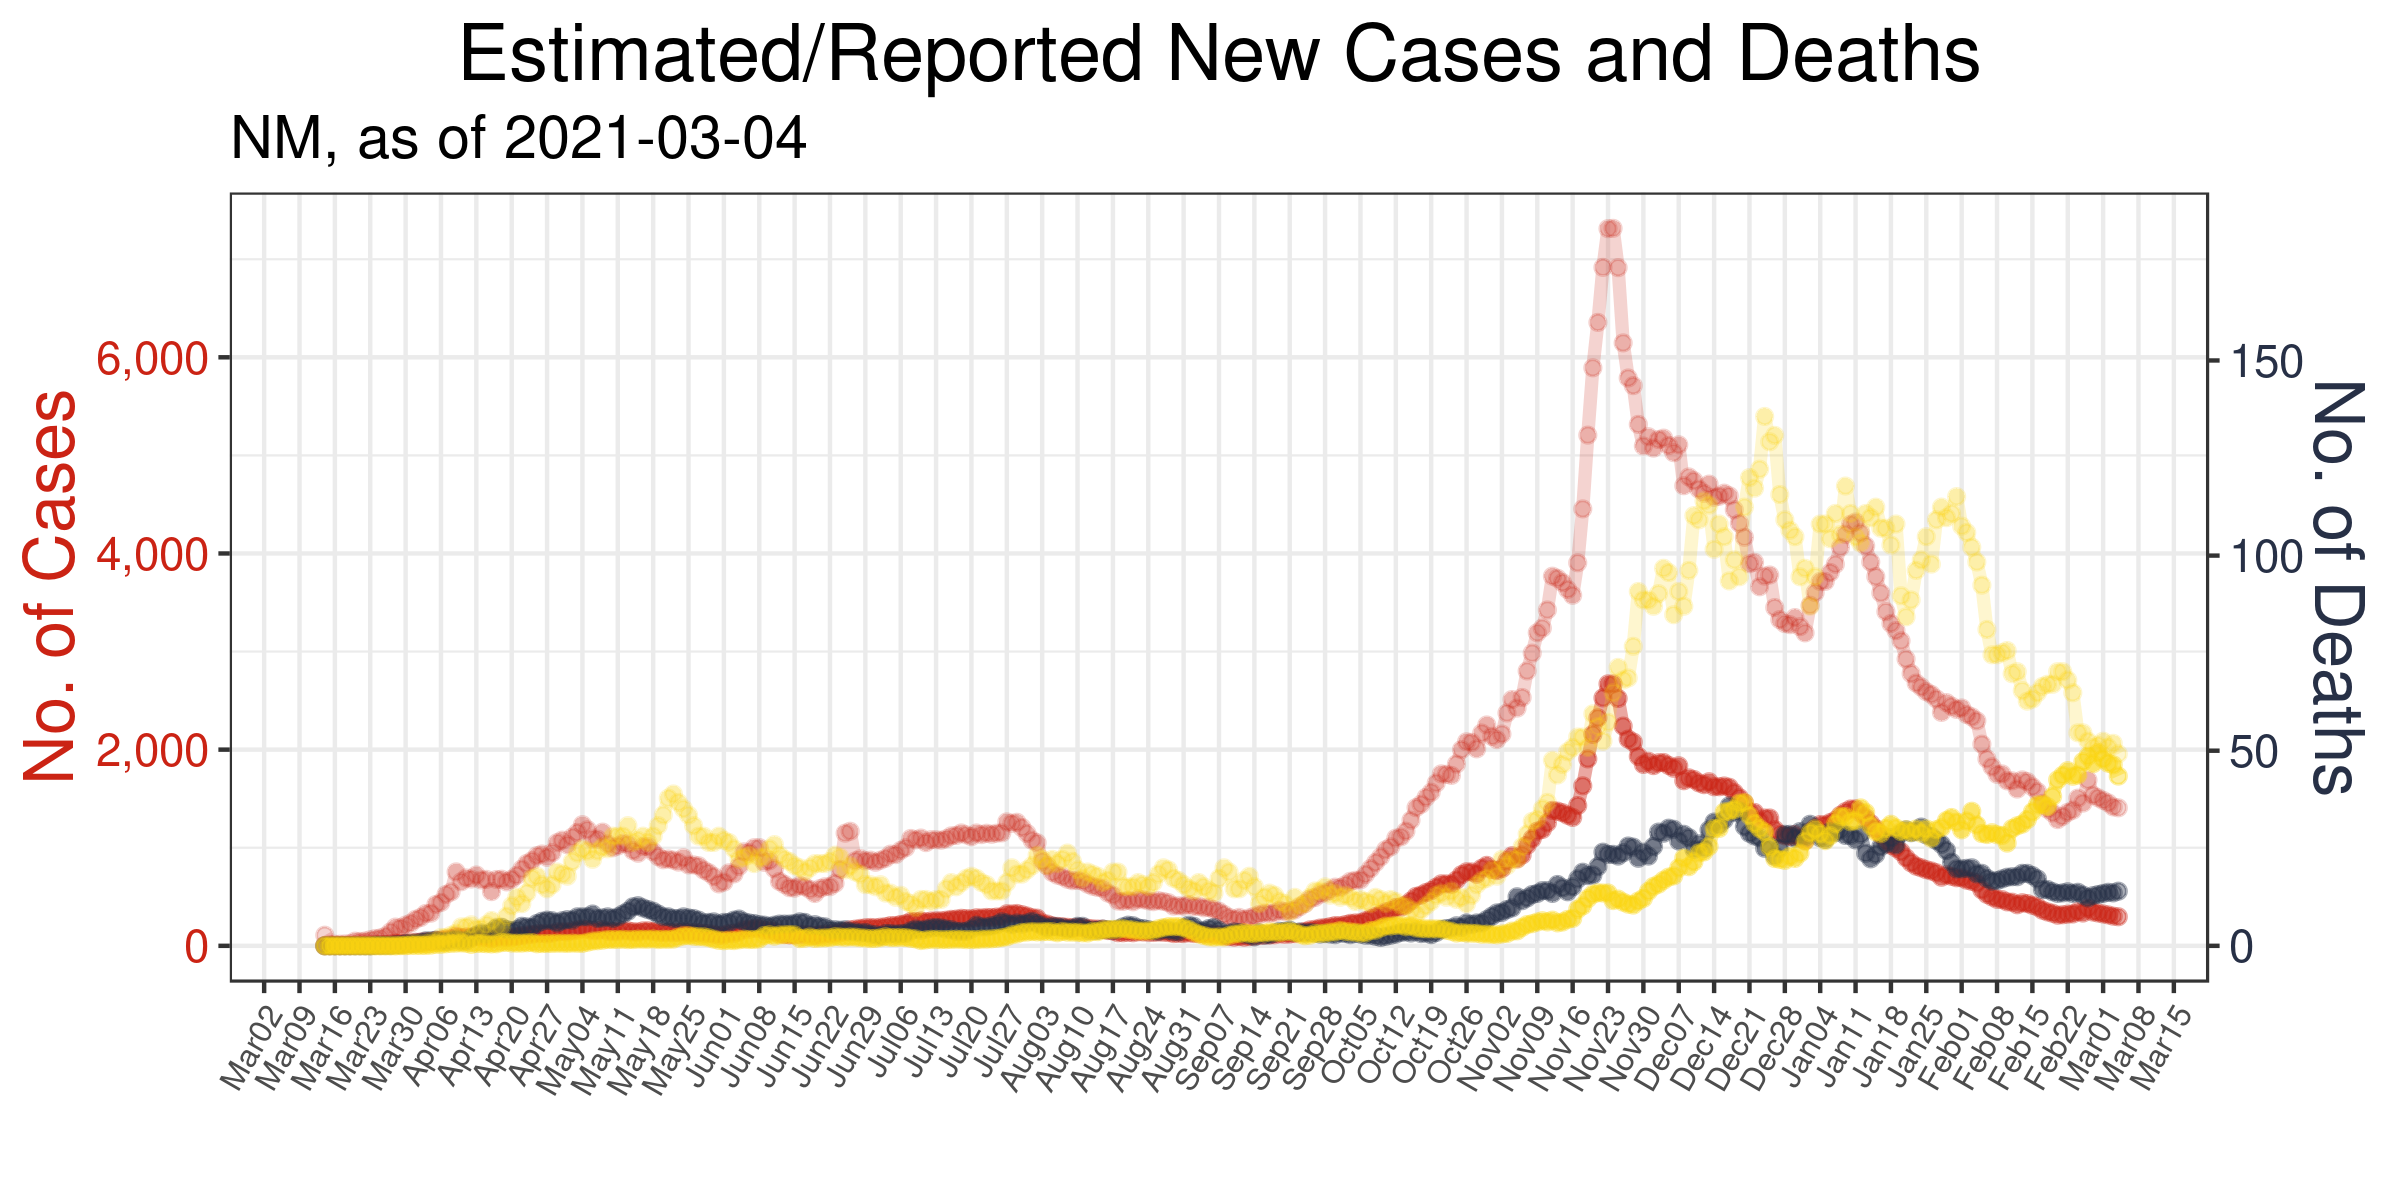 Estimated/Reported New Cases and Deaths
NM, as of 2021-03-04
No. of Cases
6,000
4,000
2,000
0
150
100
50
0
No. of Deaths
Mar02
Mar09
Mar16
Mar23
Mar30
Apr06
Apr13
Apr20
Apr27
May04
May11
May18
May25
Jun01
Jun08
Jun15
Jun22
Jun29
Jul06
Jul13
Jul20
Jul27
Aug03
Aug10
Aug17
Aug24
Aug31
Sep07
Sep14
Sep21
Sep28
Oct05
Oct12
Oct19
Oct26
Nov02
Nov09
Nov16
Nov23
Nov30
Dec07
Dec14
Dec21
Dec28
Jan04
Jan11
Jan18
Jan25
Feb01
Feb08
Feb15
Feb22
Mar01
Mar08
Mar15